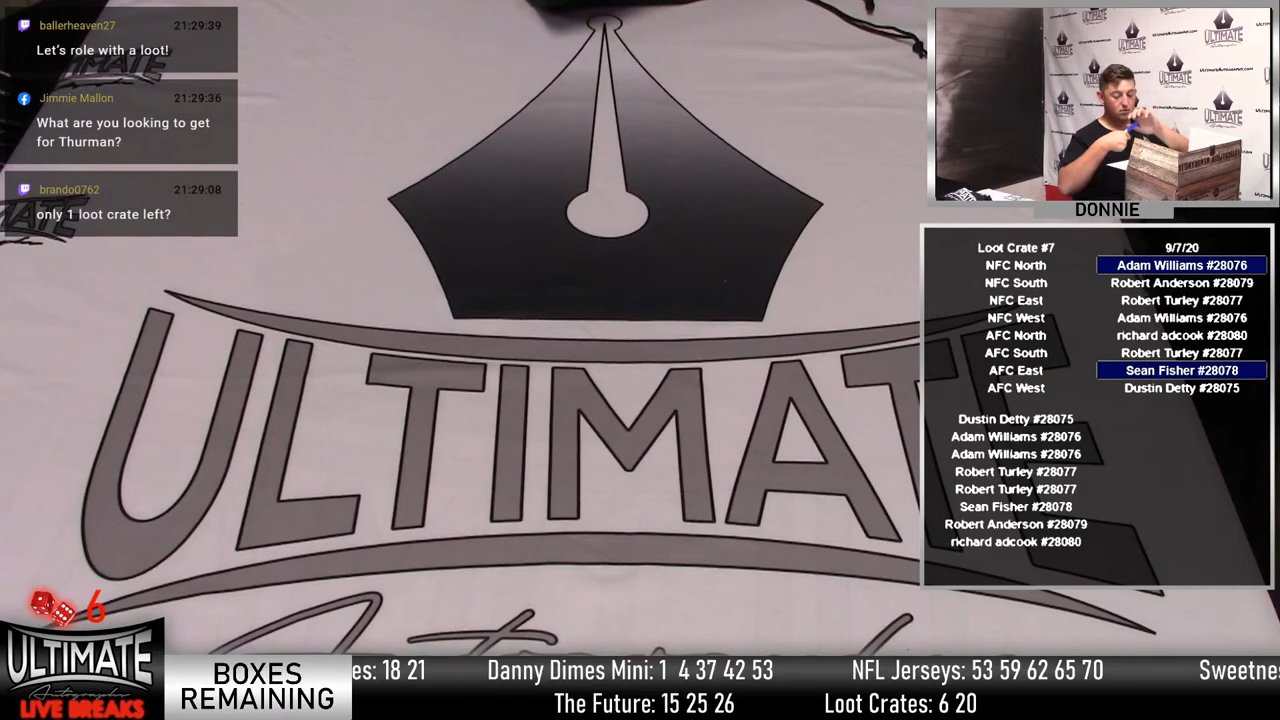 ballerheaven27 21:29:39
Let's role with a loot!
Jimmie Mallon 21:29:36
What are you looking to get
for Thurman?
brando0762 21:29:08
only 1 loot crate left?
ULTIMATE
DONNIE
Loot Crate #7 9/7/20
NFC North Adam Williams #28076
NFC South Robert Anderson #28079
NFC East Robert Turley #28077
NFC West Adam Williams #28076
AFC North richard adcook #28080
AFC South Robert Turley #28077
AFC East Sean Fisher #28078
AFC West Dustin Detty #28075
Dustin Detty #28075
Adam Williams #28076
Adam Williams #28076
Robert Turley #28077
Robert Turley #28077
Sean Fisher #28078
Robert Anderson #28079
richard adcook #28080
ULTIMAT
6
ULTIMATE
Autographs
LIVE BREAKS
BOXES
REMAINING
es: 18 21 Danny Dimes Mini: 1 4 37 42 53 NFL Jerseys: 53 59 62 65 70 Sweetne
The Future: 15 25 26 Loot Crates: 6 20